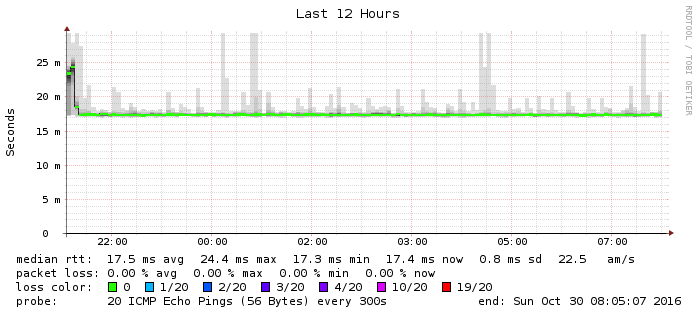 Last 12 Hours
RRDTOOL / TOBI OETIKER
Seconds
25 m
20 m
15 m
10 m
5 m
0
22:00 00:00 02:00 03:00 05:00 07:00
median rtt: 17.5 ms avg 24.4 ms max 17.3 ms min 17.4 ms now 0.8 ms sd 22.5 am/s
packet loss: 0.00 % avg 0.00 % max 0.00 % min 0.00 % now
loss color: 0 1/20 2/20 3/20 4/20 10/20 19/20
probe: 20 ICMP Echo Pings (56 Bytes) every 300s end: Sun Oct 30 08:05:07 2016